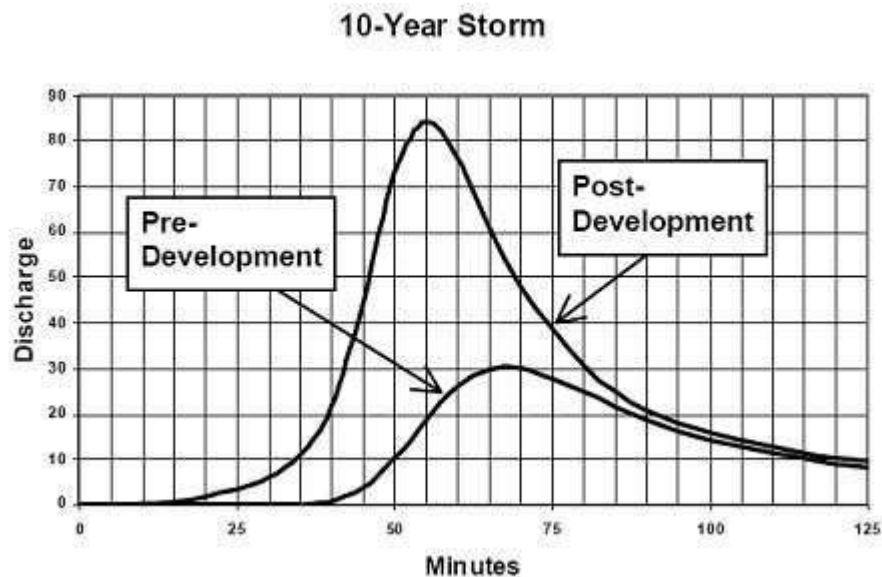 10-Year Storm
90
80
70
60
50
40
30
20
10
0
Discharge
Pre-
Development
Post-
Development
0
25
50
75
100
125
Minutes